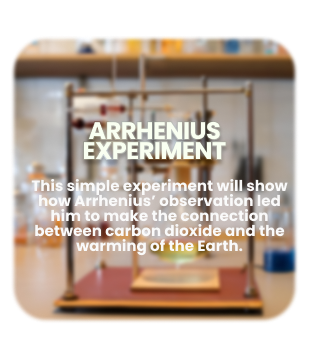 ARRHENIUS
EXPERIMENT
This simple experiment will show
how Arrhenius' observation led
him to make the connection
between carbon dioxide and the
warming of the Earth.